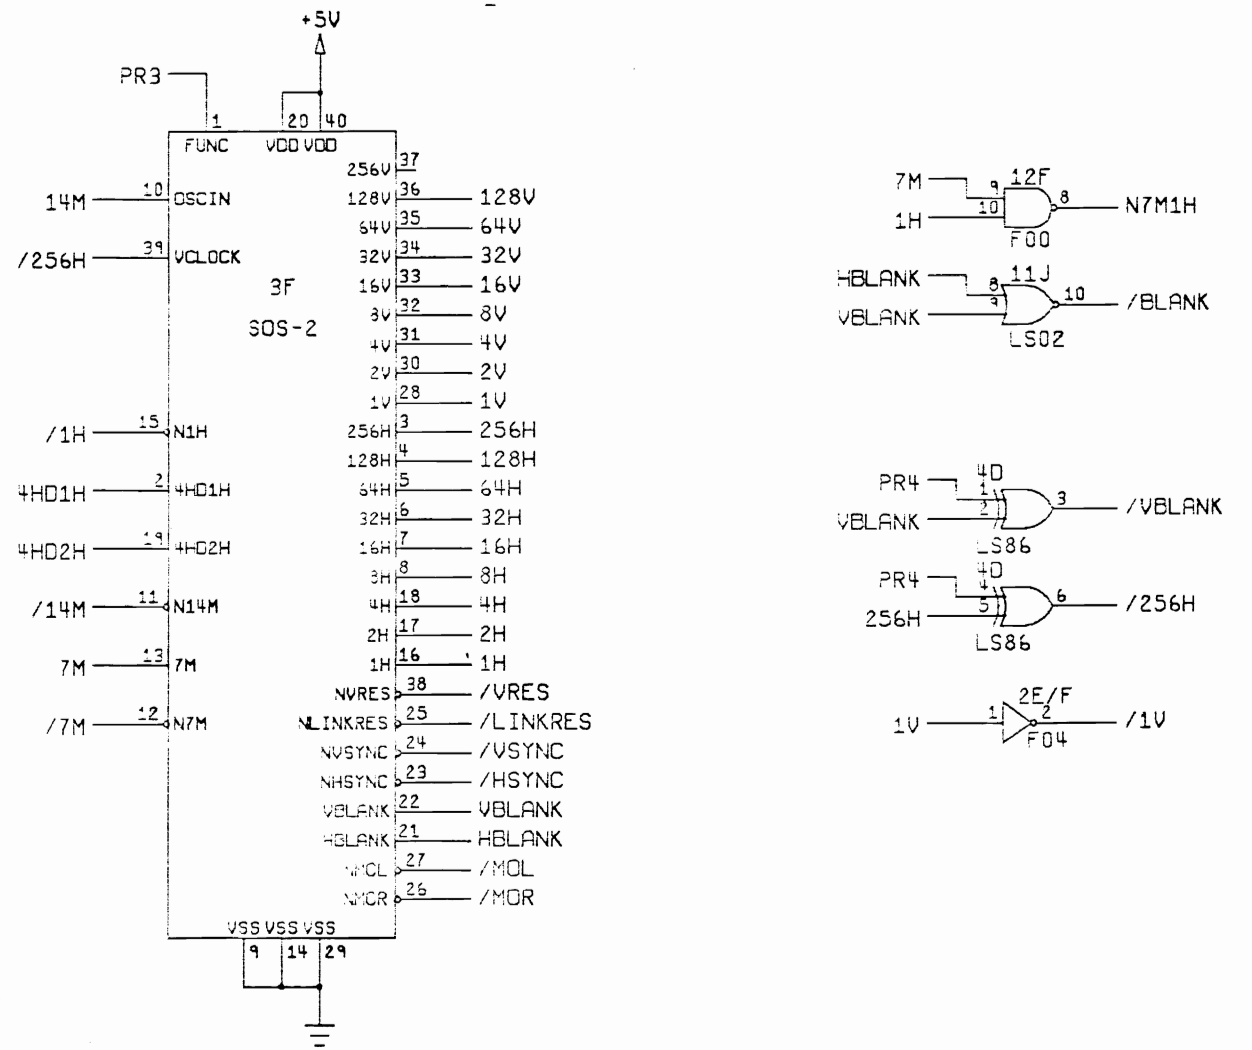 +5V
PR3
1 20 40
FUNC VDD VDD
256V 37
14M 10 OSCIN 128V 36 128V
64V 35 64V
/256H 39 VCLOCK 32V 34 32V
3F 16V 33 16V
SOS-2 8V 32 8V
4V 31 4V
2V 30 2V
1V 28 1V
/1H 15 N1H 256H 3 256H
128H 4 128H
4HD1H 2 4HD1H 64H 5 64H
32H 6 32H
4HD2H 19 4HD2H 16H 7 16H
8H 8 8H
/14M 11 N14M 4H 18 4H
2H 17 2H
7M 13 7M 1H 16 1H
NVRES 38 /VRES
/7M 12 N7M NLINKRES 25 /LINKRES
NVSYNC 24 /VSYNC
NHSYNC 23 /HSYNC
VBLANK 22 VBLANK
HBLANK 21 HBLANK
NMOL 27 /MOL
NMOR 26 /MOR
VSS VSS VSS
9 14 29
7M 9 12F
1H 10 8 N7M1H
F00
HBLANK 8 11J
VBLANK 9 10 /BLANK
LS02
PR4 1 4D
VBLANK 2 3 /VBLANK
LS86
PR4 4 4D
256H 5 6 /256H
LS86
2E/F
1V 1 2 /1V
F04